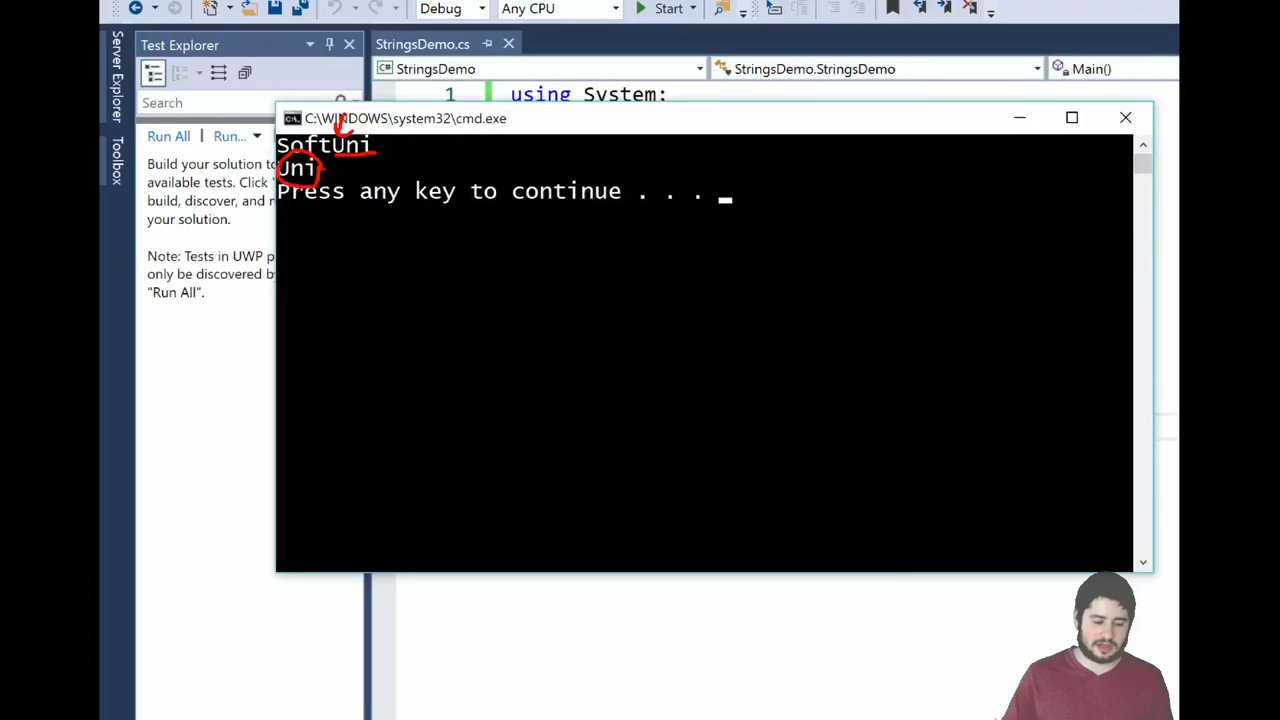 Debug
Any CPU
Start
Server Explorer
Toolbox
Test Explorer
StringsDemo.cs
StringsDemo
StringsDemo.StringsDemo
Main()
Search
1 using System;
Run All | Run...
Build your solution to
available tests. Click "
build, discover, and r
your solution.
Note: Tests in UWP p
only be discovered by
"Run All".
C:\WINDOWS\system32\cmd.exe
SoftUni
Uni
Press any key to continue . . .